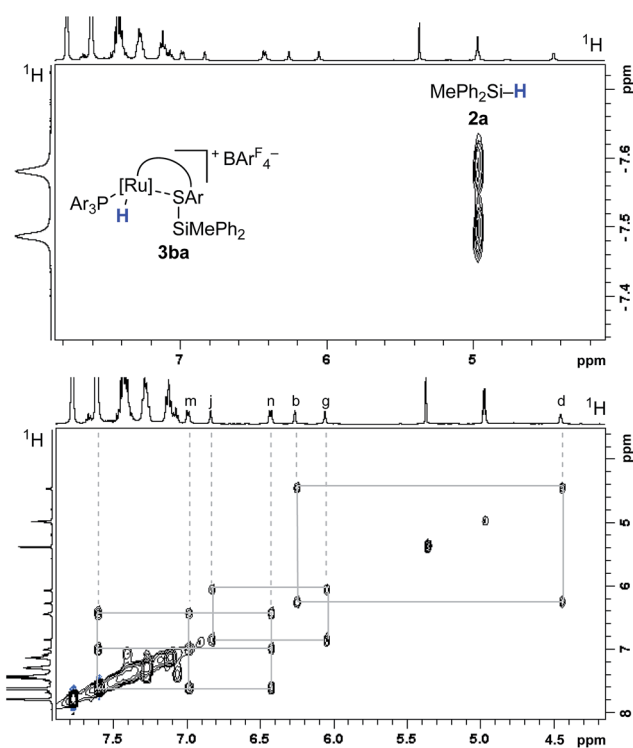 ¹H
¹H
ppm
MePh₂Si–H
2a
-7.6
+ BArF₄⁻
[Ru]
SAr
Ar₃P
H
Si
S
SiMePh₂
3ba
-7.5
-7.4
7
6
5
ppm
m
j
n
b
g
d
¹H
¹H
ppm
5
6
7
8
7.5
7.0
6.5
6.0
5.5
5.0
4.5
ppm